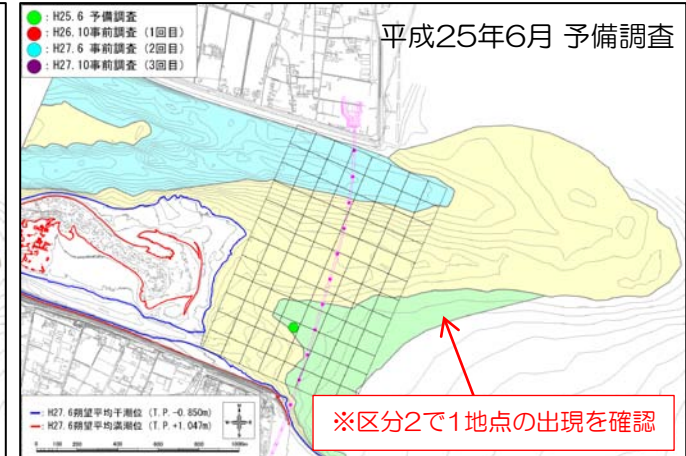 : H25.6 予備調査
: H26.10事前調査 (1回目)
: H27.6 事前調査 (2回目)
: H27.10事前調査 (3回目)
平成25年6月 予備調査
※区分2で1地点の出現を確認
: H27.6朔望平均干潮位 (T.P.-0.850m)
: H27.6朔望平均満潮位 (T.P.+1.047m)